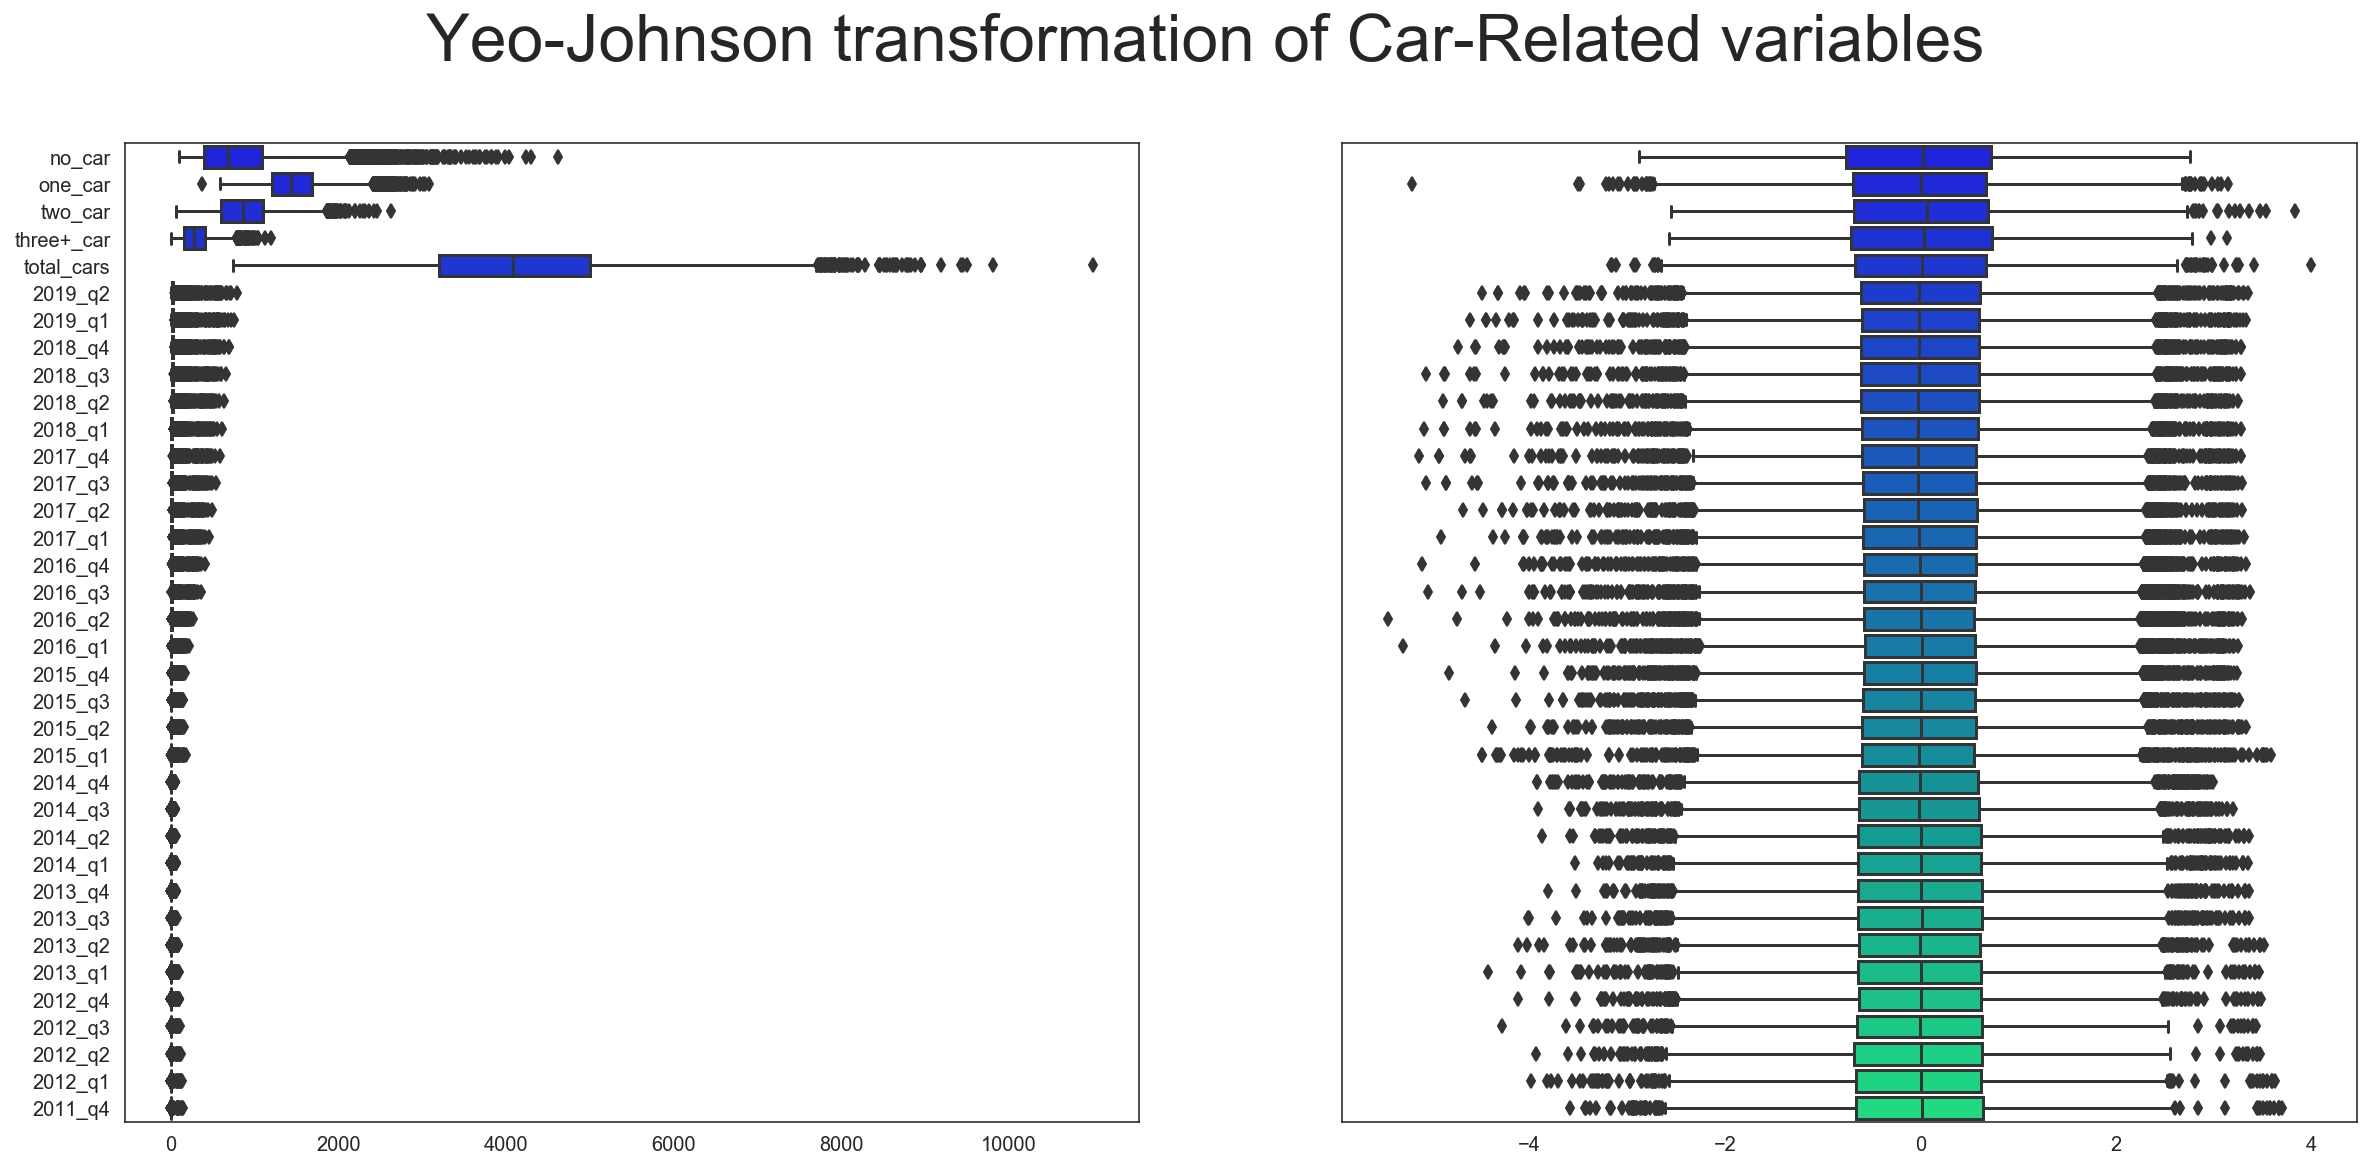 Yeo-Johnson transformation of Car-Related variables
no_car
one_car
two_car
three+_car
total_cars
2019_q2
2019_q1
2018_q4
2018_q3
2018_q2
2018_q1
2017_q4
2017_q3
2017_q2
2017_q1
2016_q4
2016_q3
2016_q2
2016_q1
2015_q4
2015_q3
2015_q2
2015_q1
2014_q4
2014_q3
2014_q2
2014_q1
2013_q4
2013_q3
2013_q2
2013_q1
2012_q4
2012_q3
2012_q2
2012_q1
2011_q4
0 2000 4000 6000 8000 10000
−4 −2 0 2 4